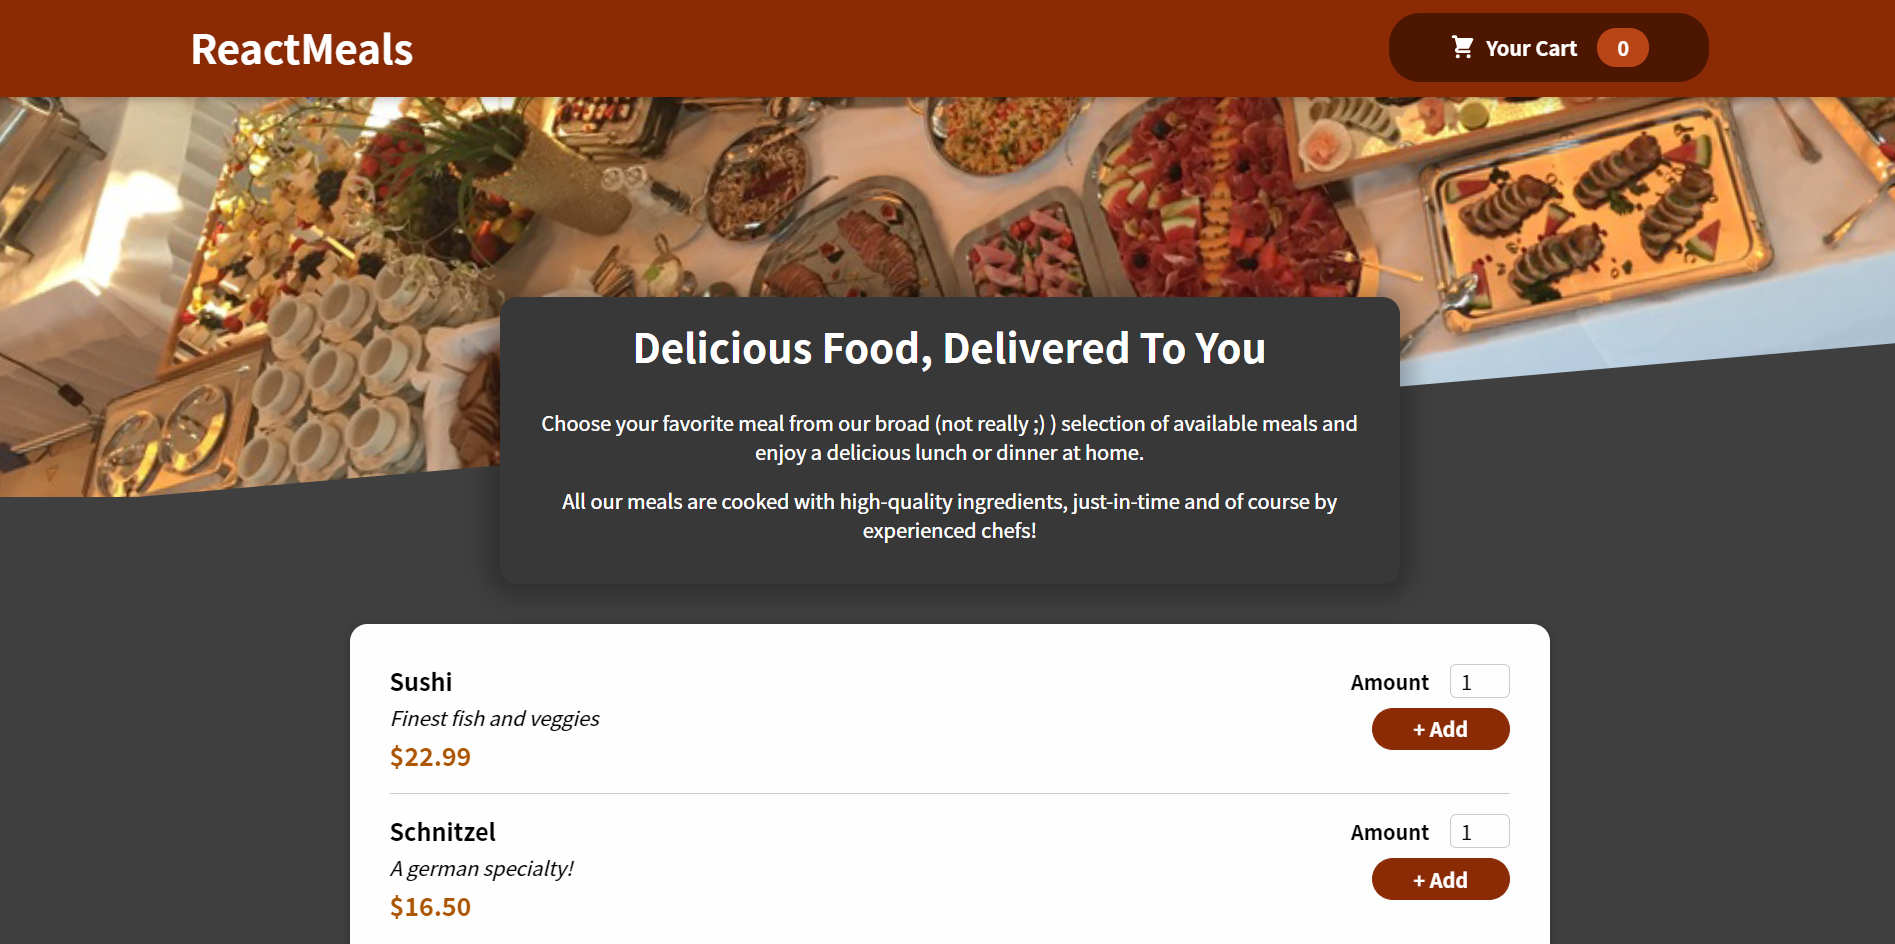 ReactMeals
Your Cart 0
Delicious Food, Delivered To You
Choose your favorite meal from our broad (not really ;) ) selection of available meals and
enjoy a delicious lunch or dinner at home.
All our meals are cooked with high-quality ingredients, just-in-time and of course by
experienced chefs!
Sushi
Finest fish and veggies
$22.99
Amount 1
+ Add
Schnitzel
A german specialty!
$16.50
Amount 1
+ Add